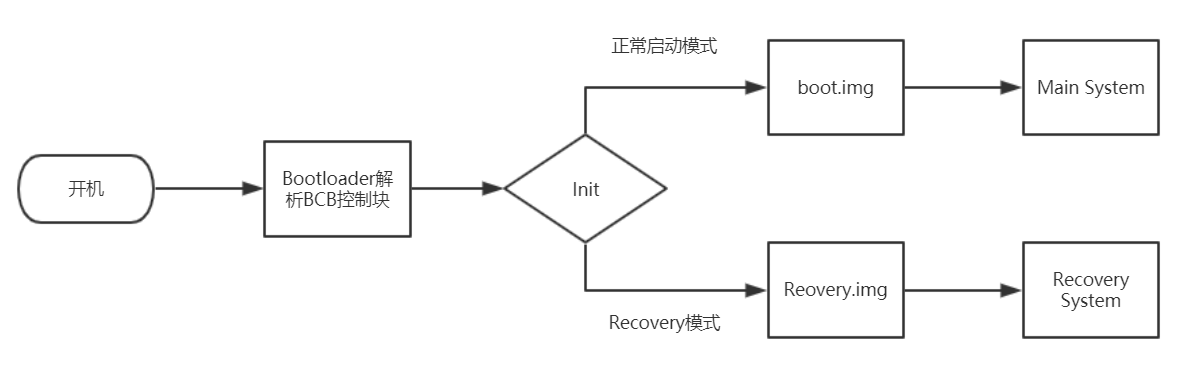 正常启动模式
boot.img
Main System
开机
Bootloader解
析BCB控制块
Init
Reovery.img
Recovery
System
Recovery模式